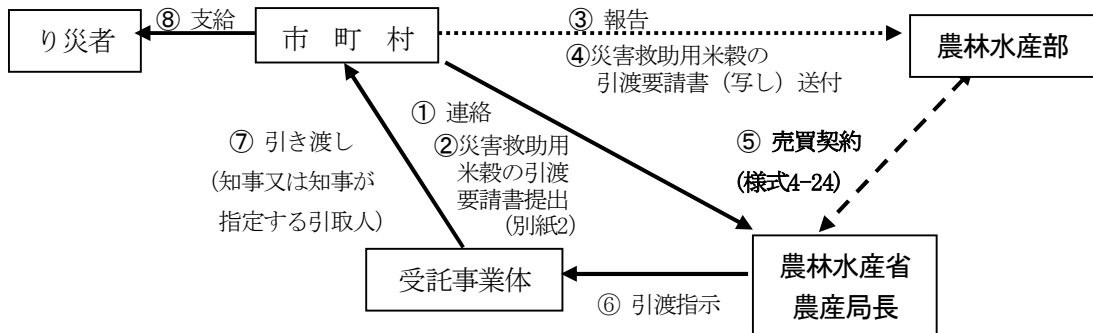 ⑧ 支給
り災者
市 町 村
③ 報告
④災害救助用米穀の
引渡要請書（写し）送付
農林水産部
① 連絡
②災害救助用
米穀の引渡
要請書提出
（別紙2）
⑦ 引き渡し
（知事又は知事が
指定する引取人）
⑤ 売買契約
(様式4-24)
受託事業体
⑥ 引渡指示
農林水産省
農産局長